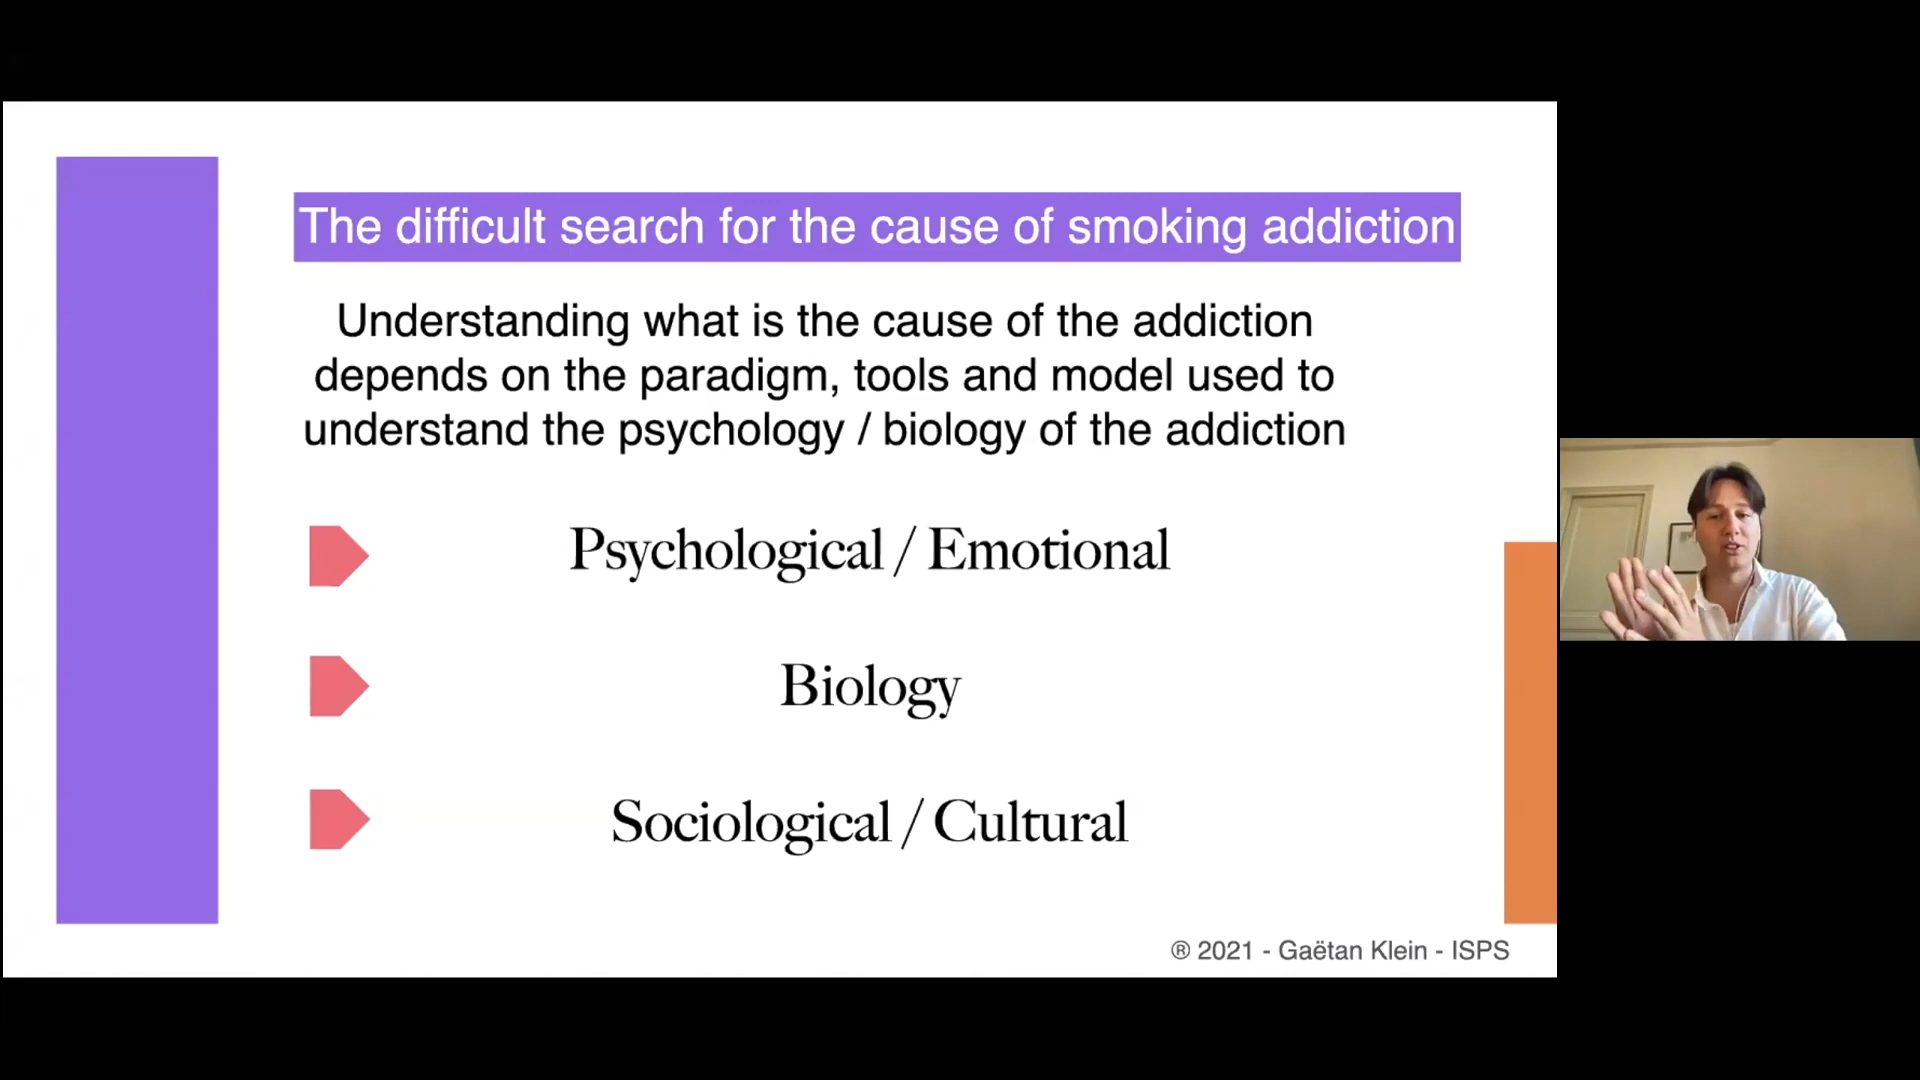 The difficult search for the cause of smoking addiction
Understanding what is the cause of the addiction
depends on the paradigm, tools and model used to
understand the psychology / biology of the addiction
Psychological / Emotional
Biology
Sociological / Cultural
® 2021 - Gaëtan Klein - ISPS